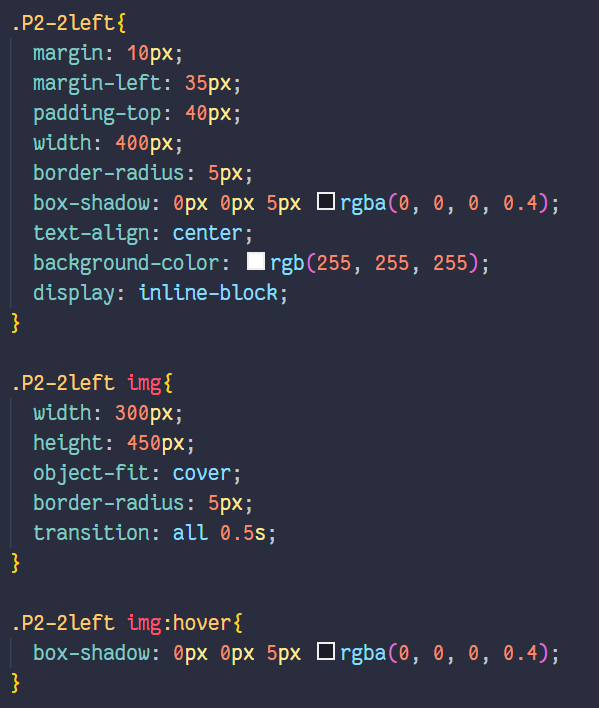 .P2-2left{
margin: 10px;
margin-left: 35px;
padding-top: 40px;
width: 400px;
border-radius: 5px;
box-shadow: 0px 0px 5px rgba(0, 0, 0, 0.4);
text-align: center;
background-color: rgb(255, 255, 255);
display: inline-block;
}
.P2-2left img{
width: 300px;
height: 450px;
object-fit: cover;
border-radius: 5px;
transition: all 0.5s;
}
.P2-2left img:hover{
box-shadow: 0px 0px 5px rgba(0, 0, 0, 0.4);
}